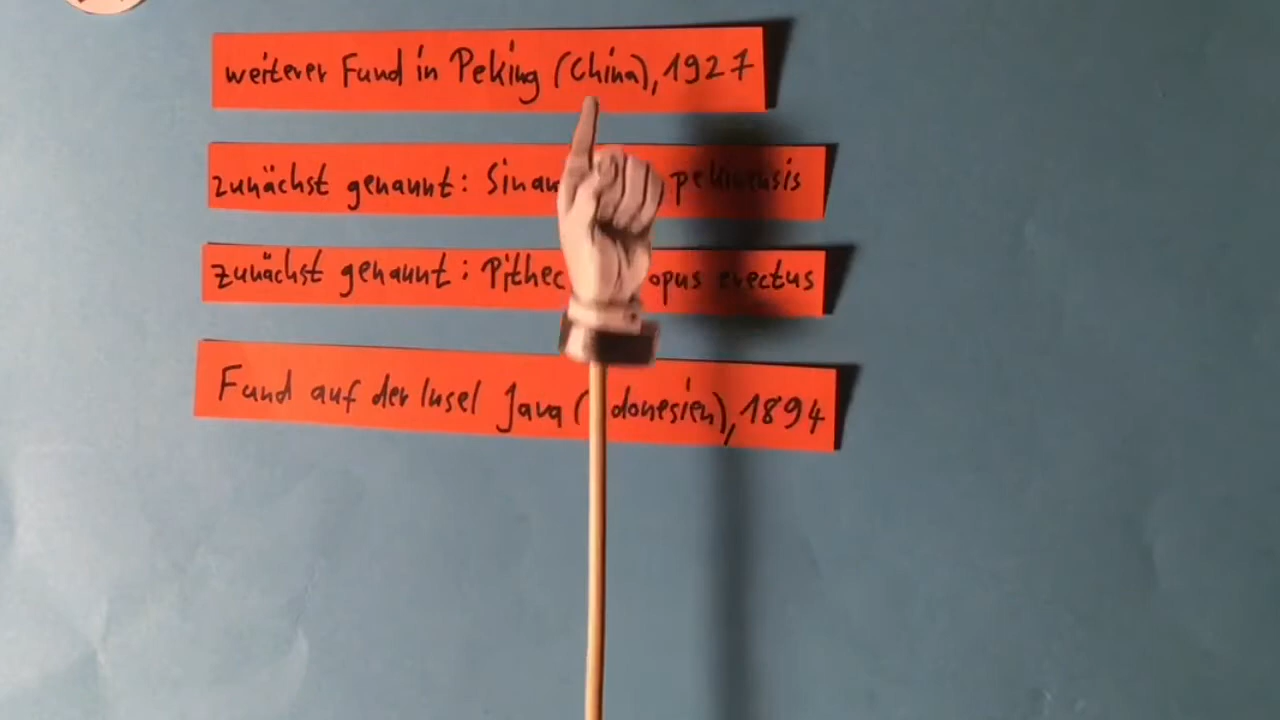 weiterer Fund in Peking (China), 1927
zunächst genannt: Sinan pekinensis
zunächst genannt: Pithec opus erectus
Fund auf der Insel Java ( donesien), 1894